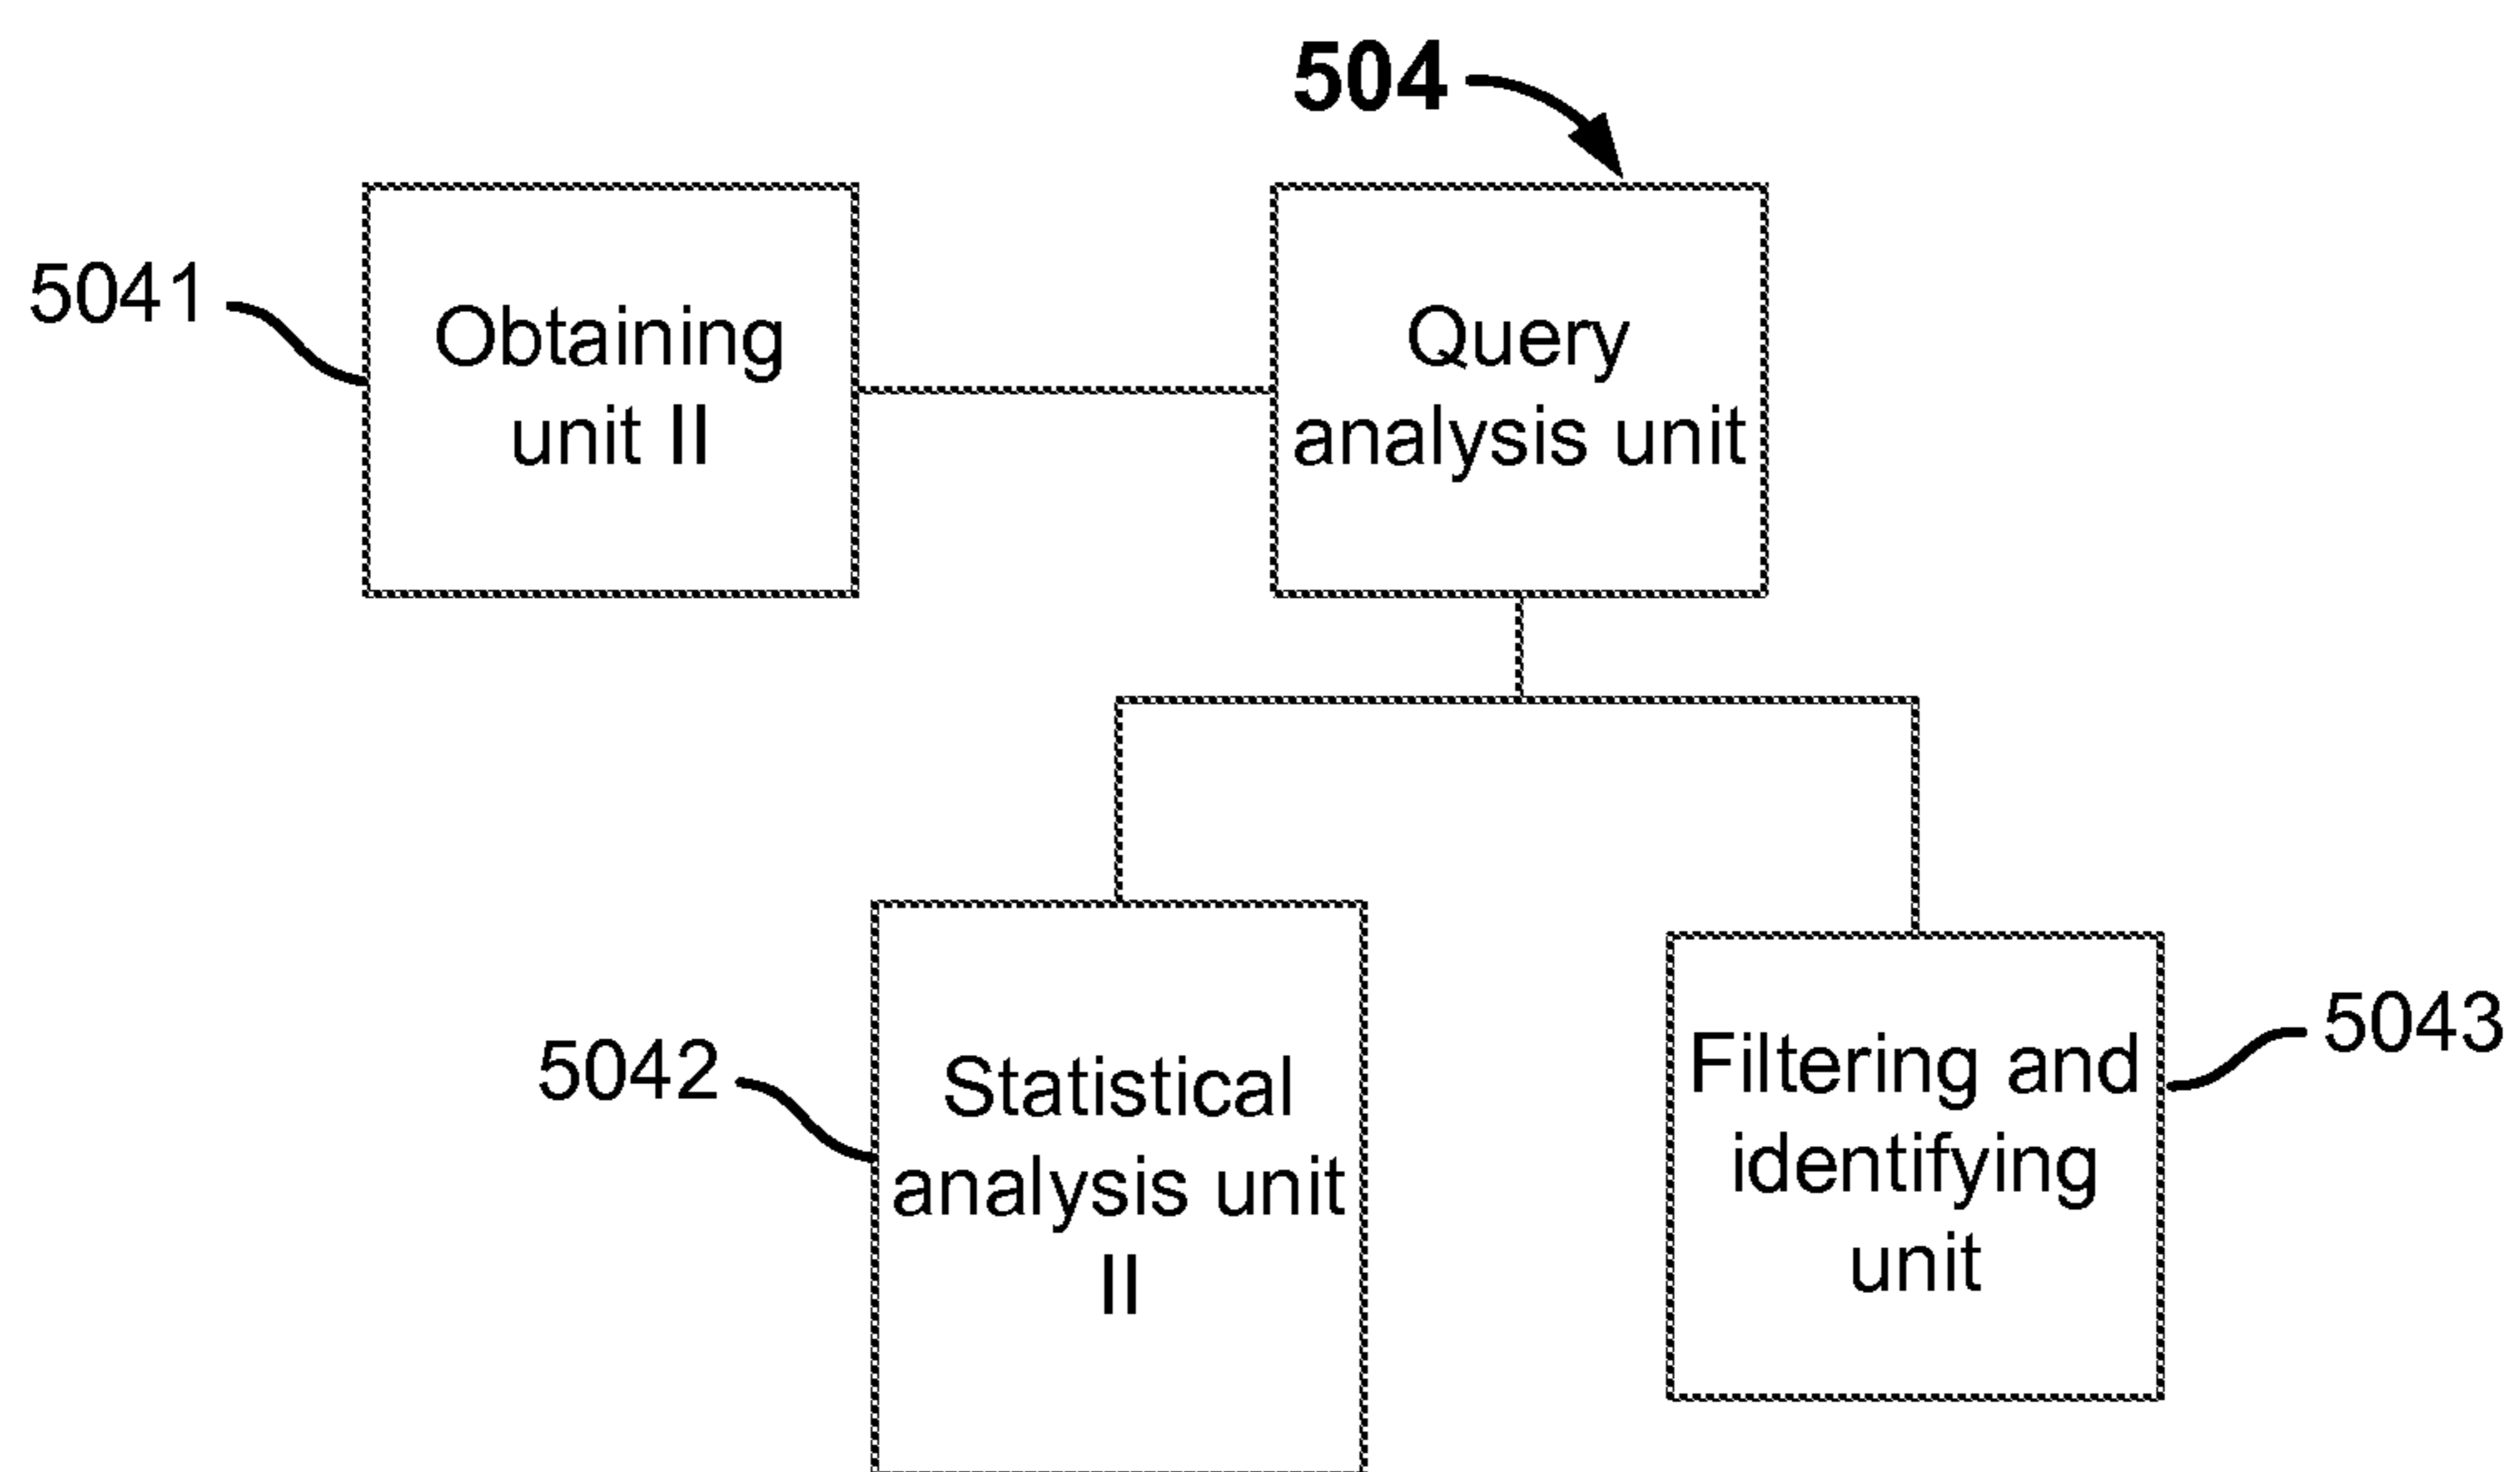 504
5041
Obtaining
unit II
Query
analysis unit
5042
Statistical
analysis unit
II
Filtering and
identifying
unit
5043